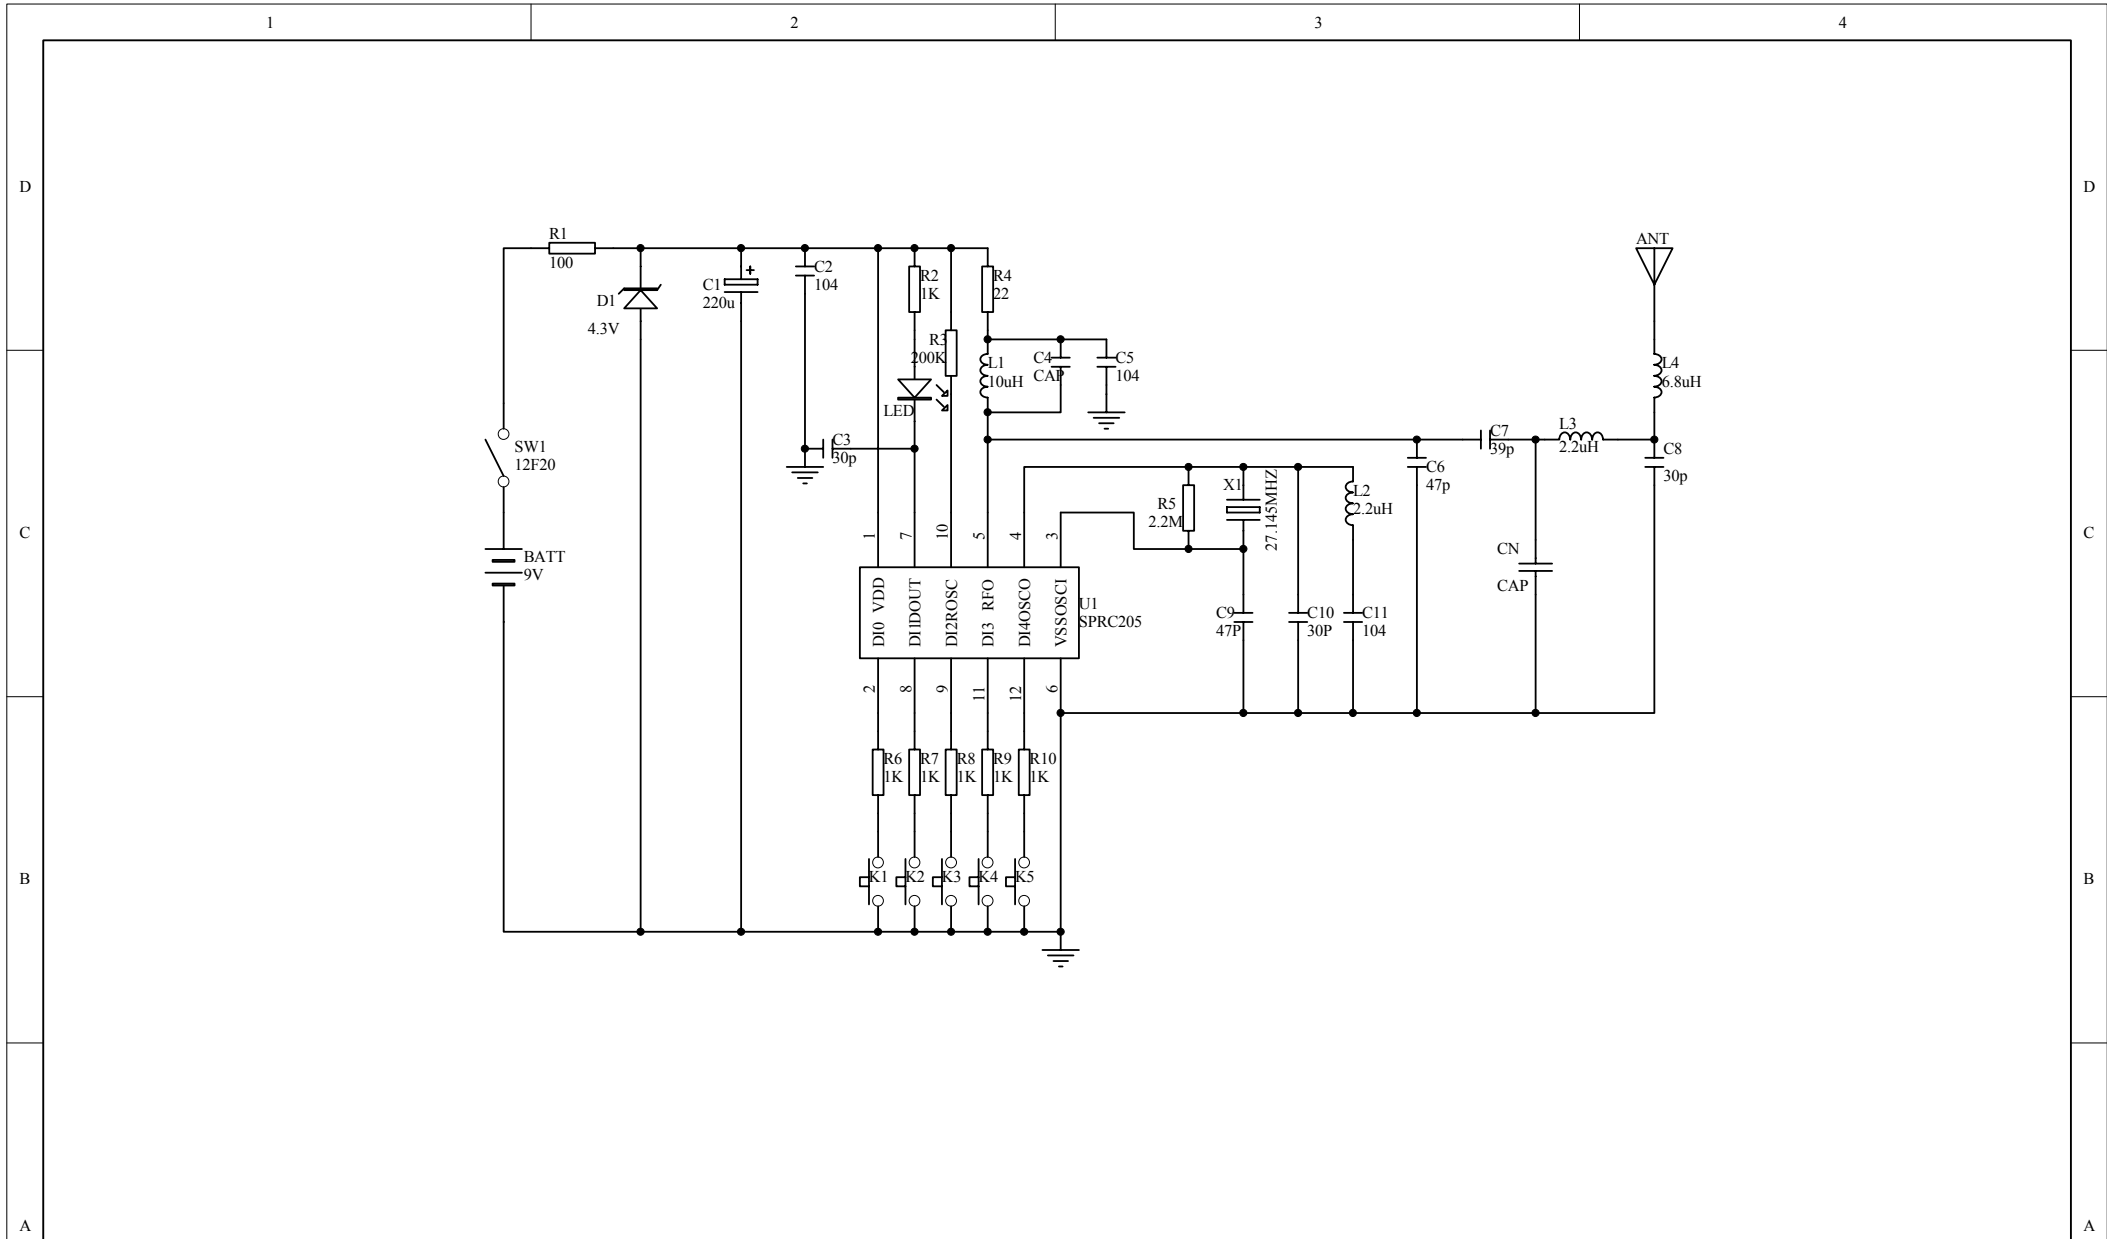 1
2
3
4
D
D
R1
100
ANT
D1
4.3V
C1
220u
+
C2
104
R2
1K
R4
22
R3
200K
L1
10uH
C4
CAP
C5
104
L4
6.8uH
LED
C3
30p
SW1
12F20
C7
39p
L3
2.2uH
C8
30p
C6
47p
X1
27.145MHZ
R5
2.2M
L2
2.2uH
C
C
BATT
9V
1
7
10
5
4
3
CN
CAP
DI0 VDD
DI1DOUT
DI2ROSC
DI3 RFO
DI4OSCO
VSSOSCI
U1
SPRC205
C9
47P
C10
30P
C11
104
2
8
9
11
12
6
R6
1K
R7
1K
R8
1K
R9
1K
R10
1K
B
B
K1
K2
K3
K4
K5
A
A